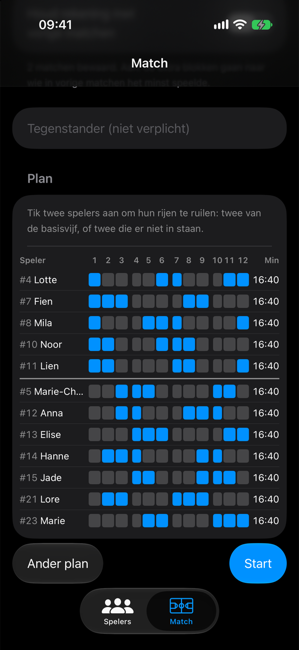 09:41
Match
Tegenstander (niet verplicht)
Plan
Tik twee spelers aan om hun rijen te ruilen: twee van
de basisvijf, of twee die er niet in staan.
Speler 1 2 3 4 5 6 7 8 9 10 11 12 Min
#4 Lotte 16:40
#7 Fien 16:40
#8 Mila 16:40
#10 Noor 16:40
#11 Lien 16:40
#5 Marie-Ch... 16:40
#12 Anna 16:40
#13 Elise 16:40
#14 Hanne 16:40
#15 Jade 16:40
#21 Lore 16:40
#23 Marie 16:40
Ander plan
Start
Spelers
Match